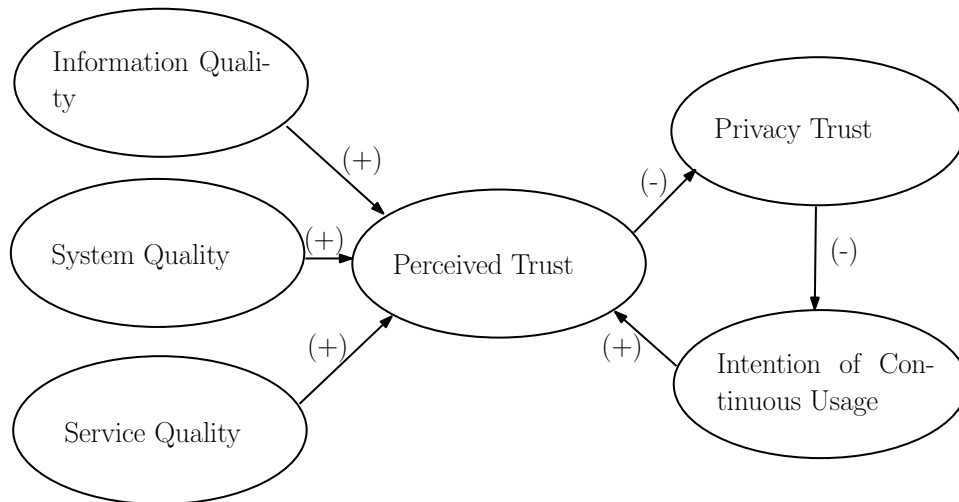 Information Quali-
ty
(+)
System Quality
(+)
Service Quality
(+)
Perceived Trust
(-)
Privacy Trust
(-)
Intention of Con-
tinuous Usage
(+)